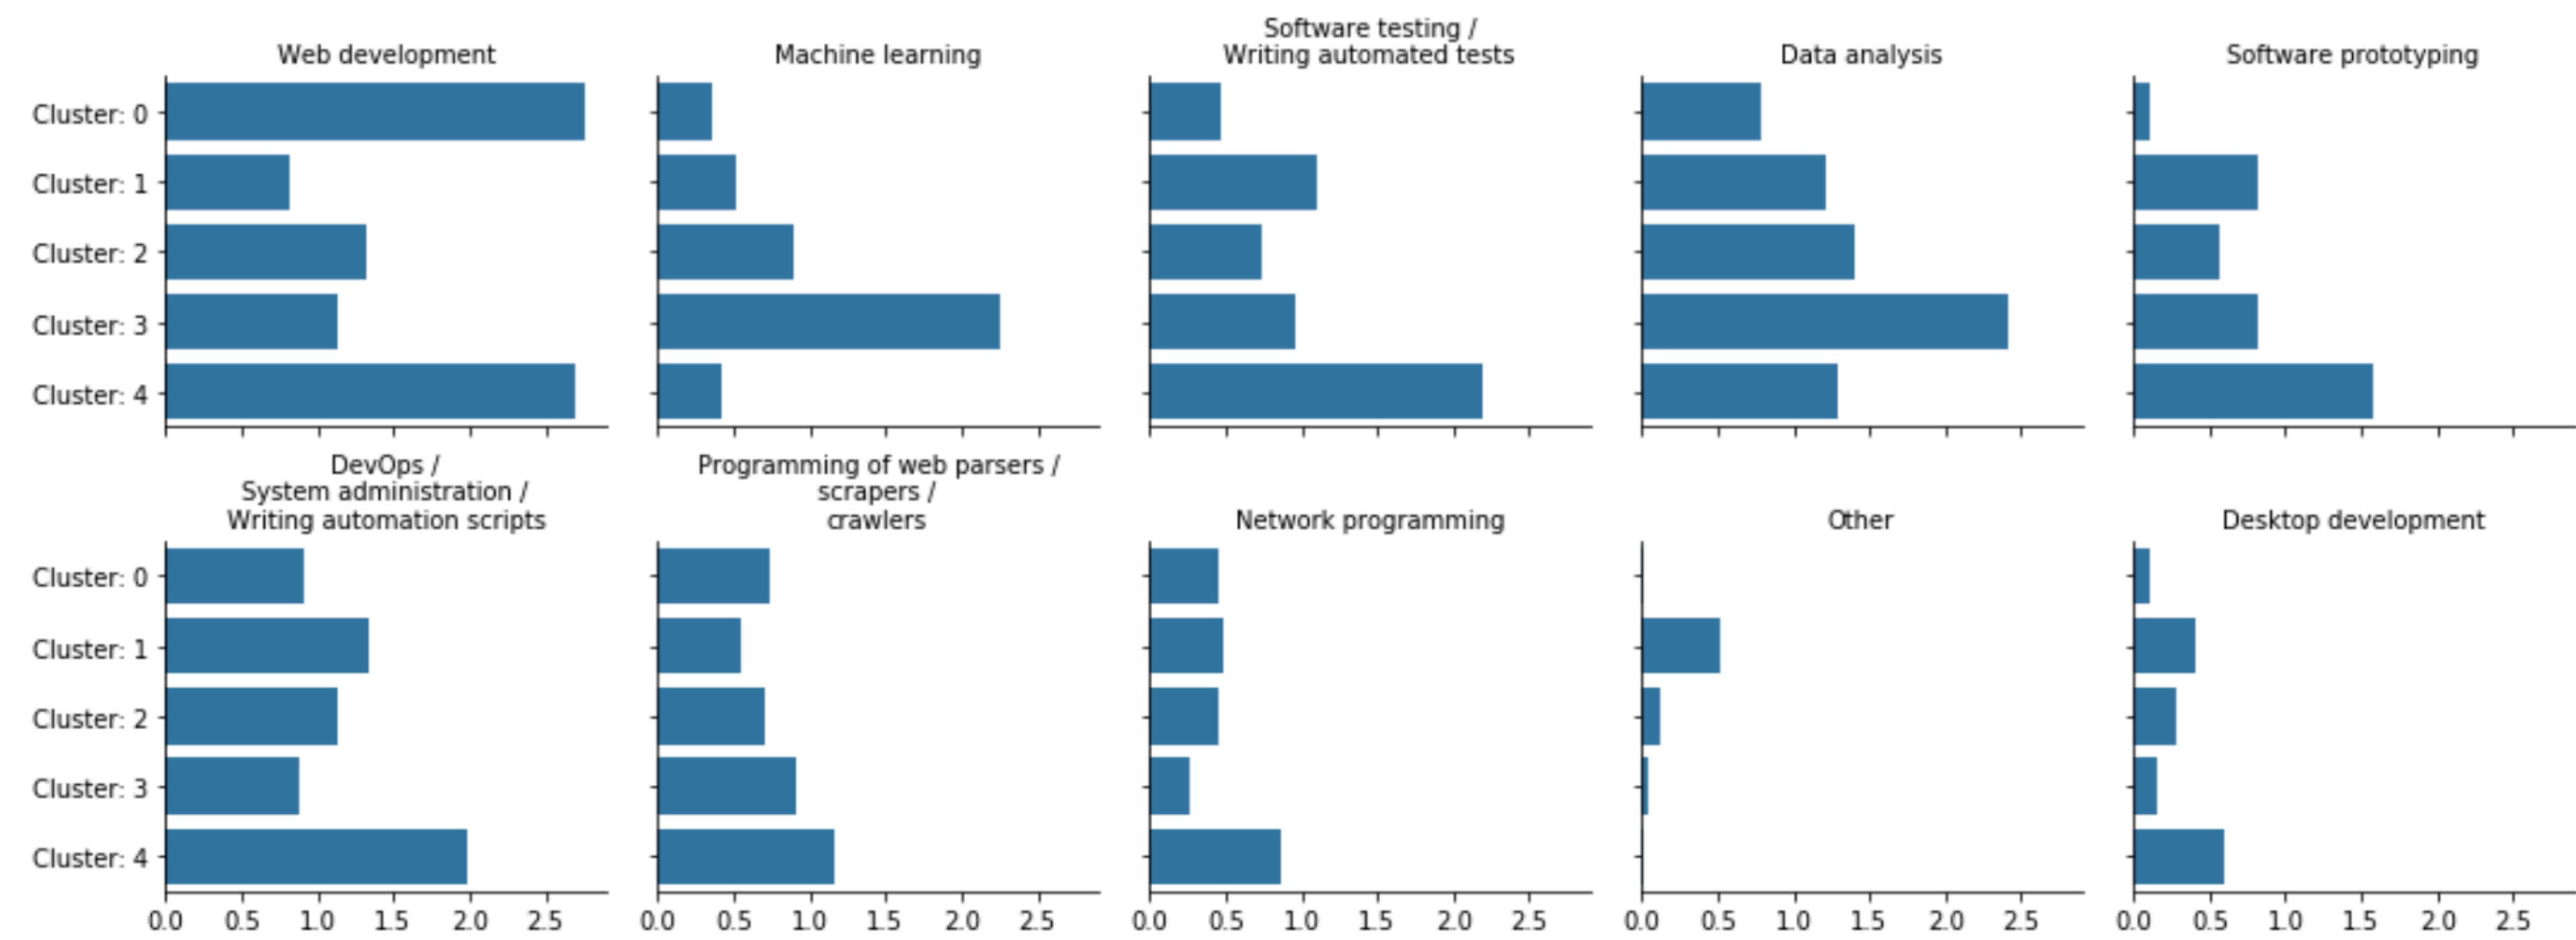 Web development
Machine learning
Software testing /
Writing automated tests
Data analysis
Software prototyping
Cluster: 0
Cluster: 1
Cluster: 2
Cluster: 3
Cluster: 4
DevOps /
System administration /
Writing automation scripts
Programming of web parsers /
scrapers /
crawlers
Network programming
Other
Desktop development
Cluster: 0
Cluster: 1
Cluster: 2
Cluster: 3
Cluster: 4
0.0 0.5 1.0 1.5 2.0 2.5
0.0 0.5 1.0 1.5 2.0 2.5
0.0 0.5 1.0 1.5 2.0 2.5
0.0 0.5 1.0 1.5 2.0 2.5
0.0 0.5 1.0 1.5 2.0 2.5